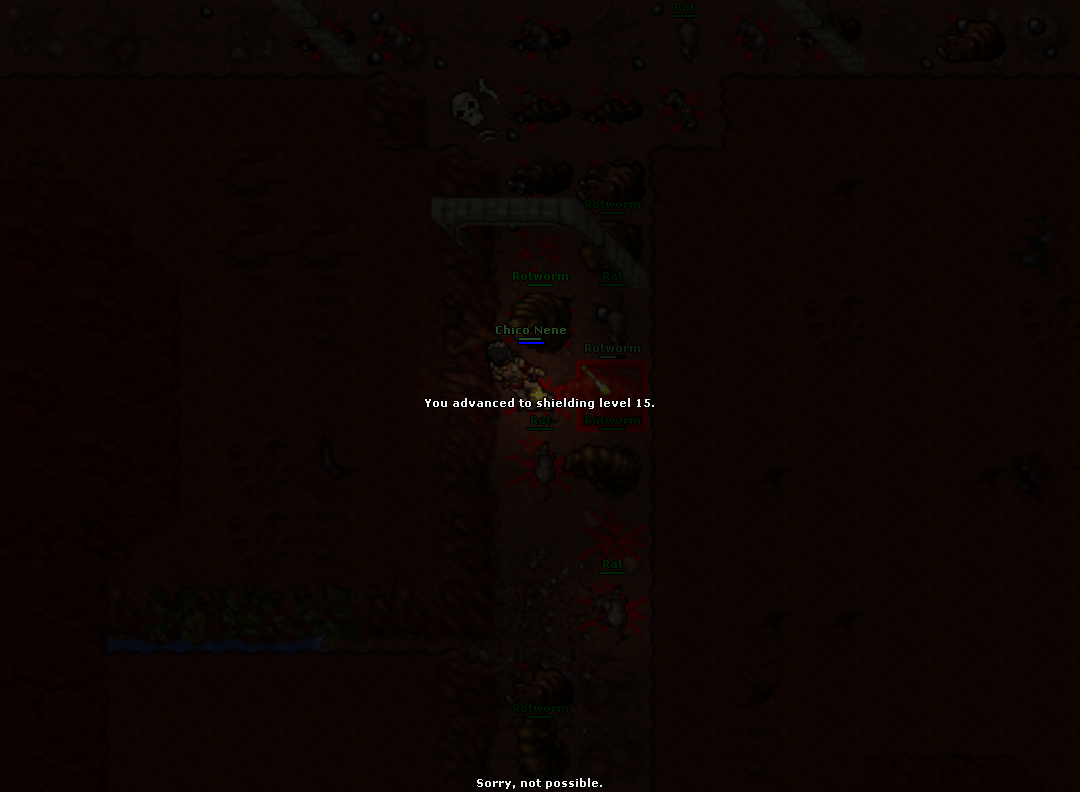 Rat
Rotworm
Rotworm
Rat
Chico Nene
Rotworm
You advanced to shielding level 15.
Rat
Rotworm
Rat
Rotworm
Sorry, not possible.